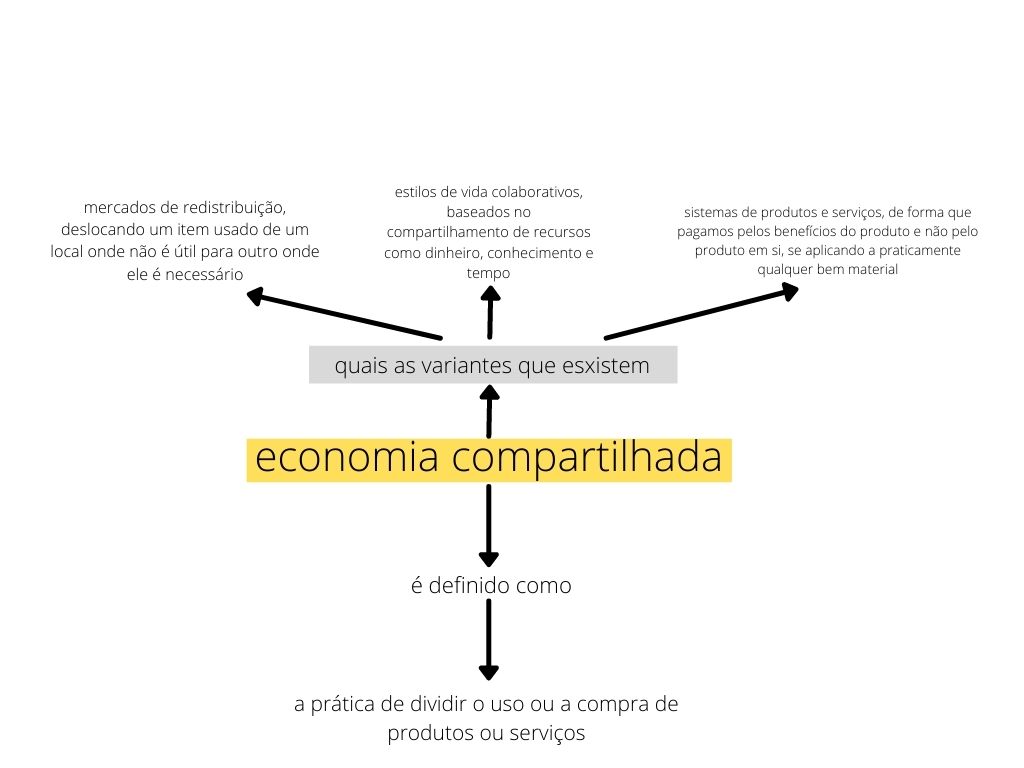 mercados de redistribuição,
deslocando um item usado de um
local onde não é útil para outro onde
ele é necessário
estilos de vida colaborativos,
baseados no
compartilhamento de recursos
como dinheiro, conhecimento e
tempo
sistemas de produtos e serviços, de forma que
pagamos pelos benefícios do produto e não pelo
produto em si, se aplicando a praticamente
qualquer bem material
quais as variantes que esxistem
economia compartilhada
é definido como
a prática de dividir o uso ou a compra de
produtos ou serviços